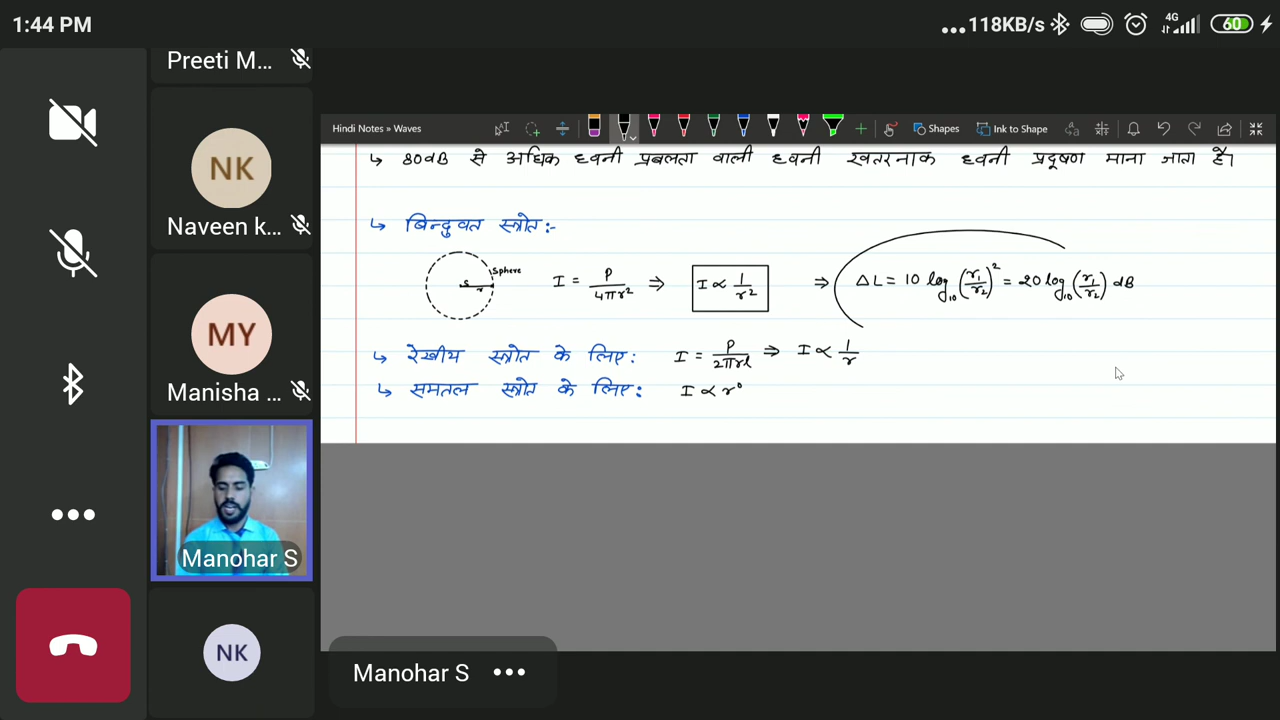 1:44 PM
...118KB/s 4G 60
Preeti M...
NK
Naveen k...
MY
Manisha ...
Manohar S
NK
Hindi Notes » Waves
Shapes
Ink to Shape
↳ 80dB से अधिक ध्वनी प्रबलता वाली ध्वनी खतरनाक ध्वनी प्रदूषण माना जाता है।
↳ बिन्दुवत स्त्रोत:-
S r Sphere I = P/4πr² ⇒ I ∝ 1/r² ⇒ ΔL = 10 log₁₀(r₁/r₂)² = 20 log₁₀(r₁/r₂) dB
↳ रेखीय स्त्रोत के लिए: I = P/2πrl ⇒ I ∝ 1/r
↳ समतल स्त्रोत के लिए: I ∝ r⁰
Manohar S